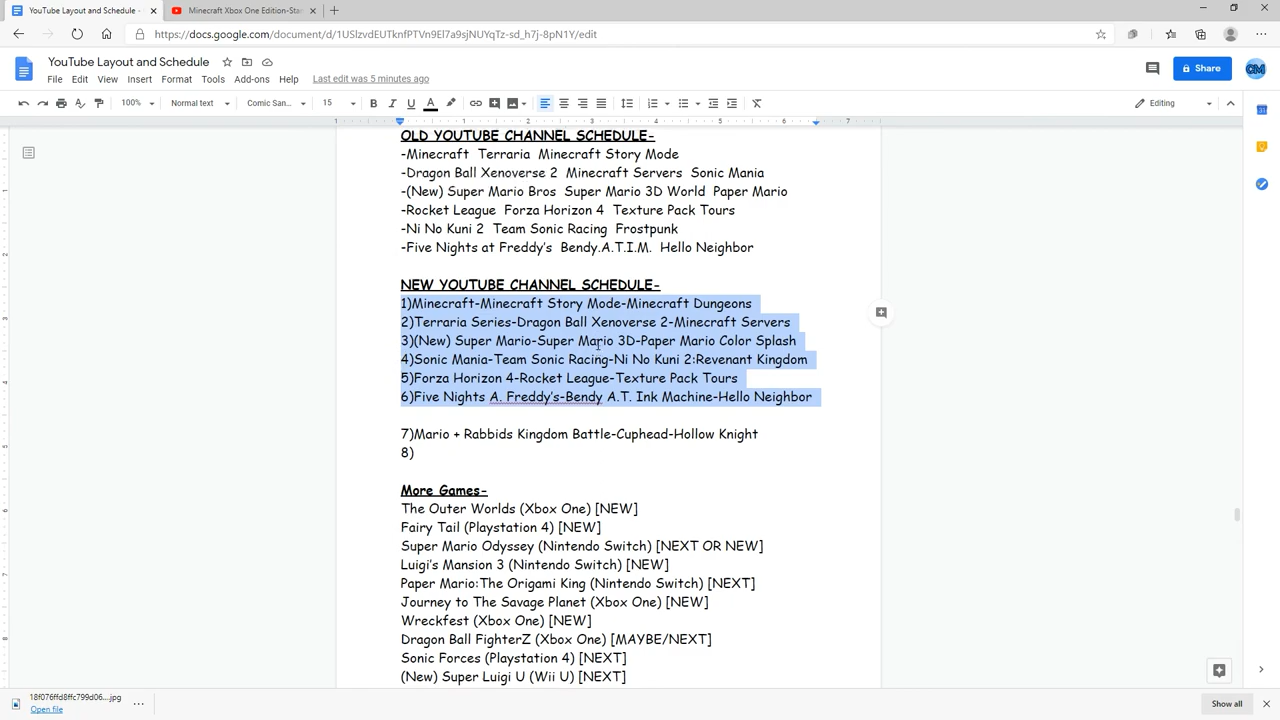 YouTube Layout and Schedule -
Minecraft Xbox One Edition-Sta
https://docs.google.com/document/d/1USlzvdEUTknfPTVn9El7a9sjNUYqTz-sd_h7j-8pN1Y/edit
YouTube Layout and Schedule
File Edit View Insert Format Tools Add-ons Help Last edit was 5 minutes ago
Share
GM
100% Normal text Comic San... 15 B I U A Editing
1 1 2 3 4 5 6 7
OLD YOUTUBE CHANNEL SCHEDULE-
-Minecraft Terraria Minecraft Story Mode
-Dragon Ball Xenoverse 2 Minecraft Servers Sonic Mania
-(New) Super Mario Bros Super Mario 3D World Paper Mario
-Rocket League Forza Horizon 4 Texture Pack Tours
-Ni No Kuni 2 Team Sonic Racing Frostpunk
-Five Nights at Freddy's Bendy.A.T.I.M. Hello Neighbor
NEW YOUTUBE CHANNEL SCHEDULE-
1)Minecraft-Minecraft Story Mode-Minecraft Dungeons
2)Terraria Series-Dragon Ball Xenoverse 2-Minecraft Servers
3)(New) Super Mario-Super Mario 3D-Paper Mario Color Splash
4)Sonic Mania-Team Sonic Racing-Ni No Kuni 2:Revenant Kingdom
5)Forza Horizon 4-Rocket League-Texture Pack Tours
6)Five Nights A. Freddy's-Bendy A.T. Ink Machine-Hello Neighbor
7)Mario + Rabbids Kingdom Battle-Cuphead-Hollow Knight
8)
More Games-
The Outer Worlds (Xbox One) [NEW]
Fairy Tail (Playstation 4) [NEW]
Super Mario Odyssey (Nintendo Switch) [NEXT OR NEW]
Luigi's Mansion 3 (Nintendo Switch) [NEW]
Paper Mario:The Origami King (Nintendo Switch) [NEXT]
Journey to The Savage Planet (Xbox One) [NEW]
Wreckfest (Xbox One) [NEW]
Dragon Ball FighterZ (Xbox One) [MAYBE/NEXT]
Sonic Forces (Playstation 4) [NEXT]
(New) Super Luigi U (Wii U) [NEXT]
18f076ffd8ffc799d06....jpg
Open file
Show all